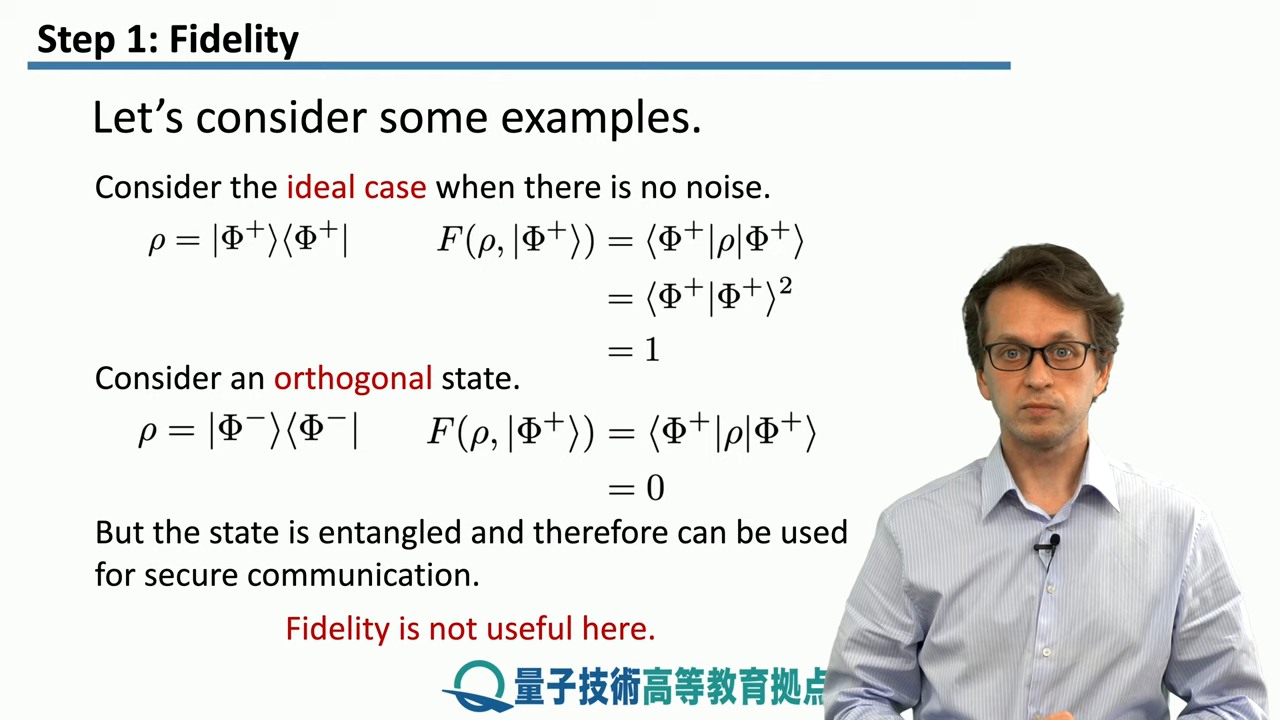 Step 1: Fidelity
Let’s consider some examples.
Consider the ideal case when there is no noise.
ρ = |Φ⁺⟩⟨Φ⁺| F(ρ, |Φ⁺⟩) = ⟨Φ⁺|ρ|Φ⁺⟩
= ⟨Φ⁺|Φ⁺⟩²
= 1
Consider an orthogonal state.
ρ = |Φ⁻⟩⟨Φ⁻| F(ρ, |Φ⁺⟩) = ⟨Φ⁺|ρ|Φ⁺⟩
= 0
But the state is entangled and therefore can be used
for secure communication.
Fidelity is not useful here.
量子技術高等教育拠点